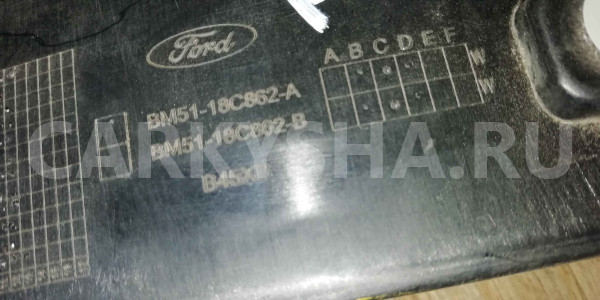 Ford
A B C D E F
W
W
BM51-18C862-A
BM51-18C862-B
CARKYSHA.RU